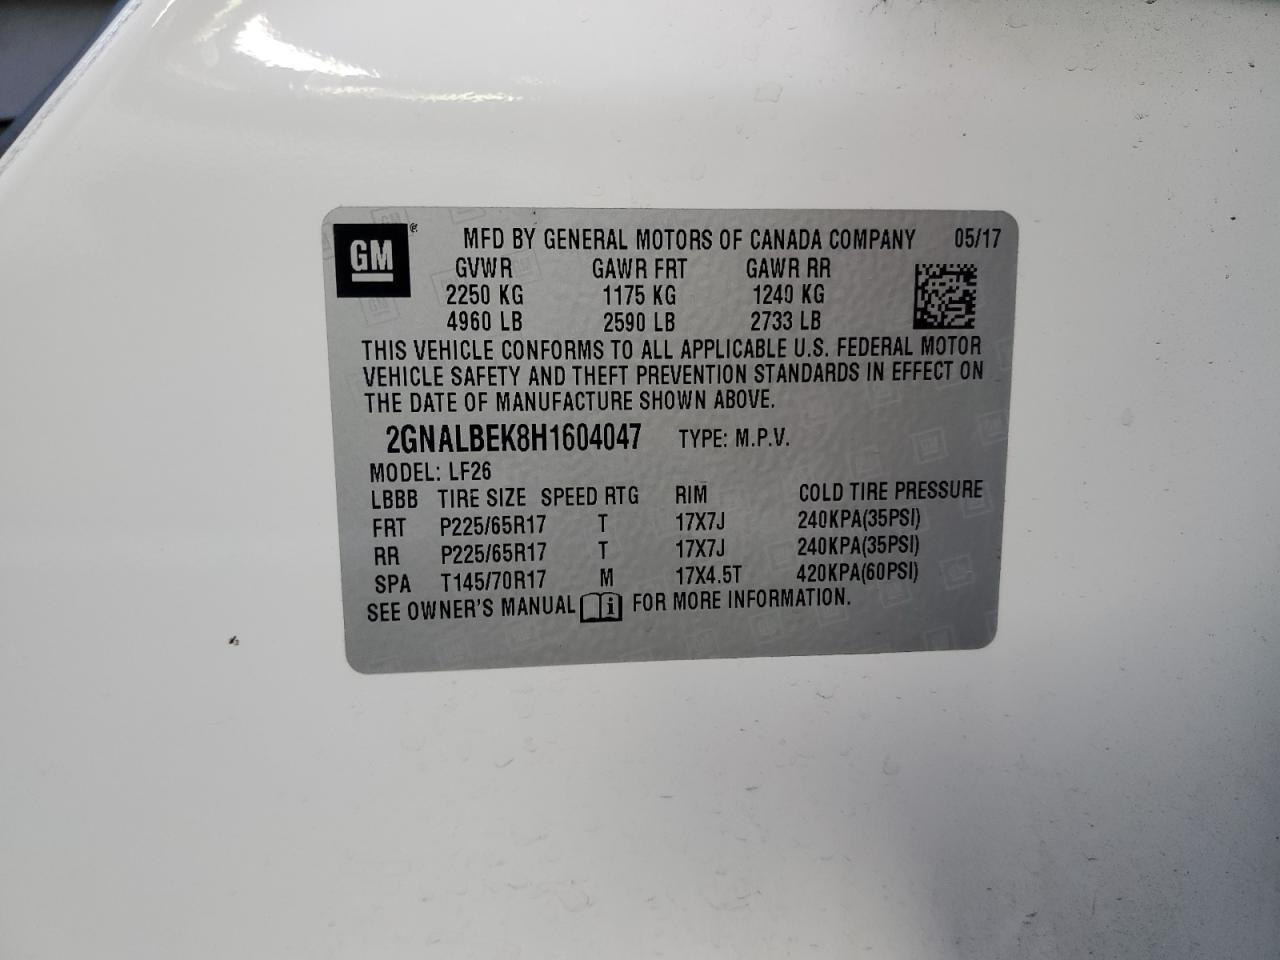 GM ®
MFD BY GENERAL MOTORS OF CANADA COMPANY 05/17
GVWR GAWR FRT GAWR RR
2250 KG 1175 KG 1240 KG
4960 LB 2590 LB 2733 LB
THIS VEHICLE CONFORMS TO ALL APPLICABLE U.S. FEDERAL MOTOR
VEHICLE SAFETY AND THEFT PREVENTION STANDARDS IN EFFECT ON
THE DATE OF MANUFACTURE SHOWN ABOVE.
2GNALBEK8H1604047 TYPE: M.P.V.
MODEL: LF26
LBBB TIRE SIZE SPEED RTG RIM COLD TIRE PRESSURE
FRT P225/65R17 T 17X7J 240KPA(35PSI)
RR P225/65R17 T 17X7J 240KPA(35PSI)
SPA T145/70R17 M 17X4.5T 420KPA(60PSI)
SEE OWNER'S MANUAL i FOR MORE INFORMATION.